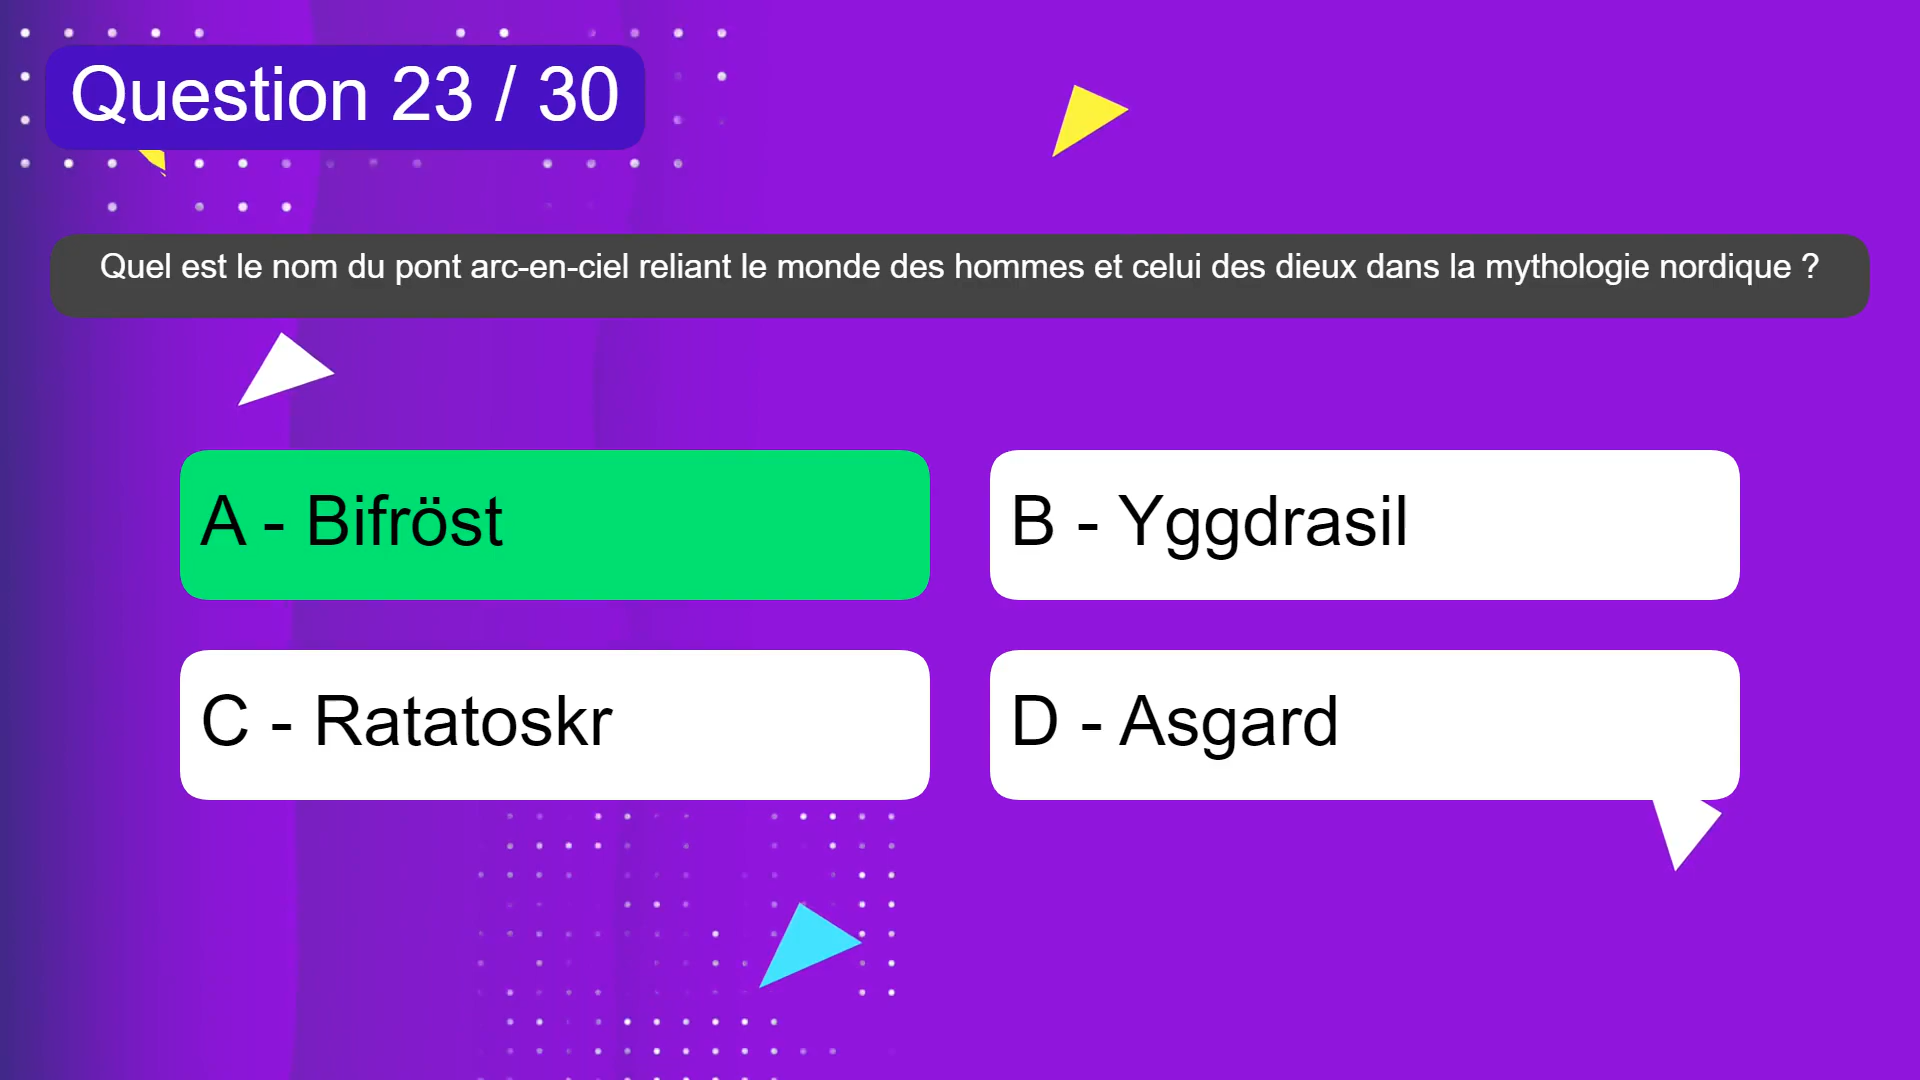 Question 23 / 30
Quel est le nom du pont arc-en-ciel reliant le monde des hommes et celui des dieux dans la mythologie nordique ?
A - Bifröst
B - Yggdrasil
C - Ratatoskr
D - Asgard